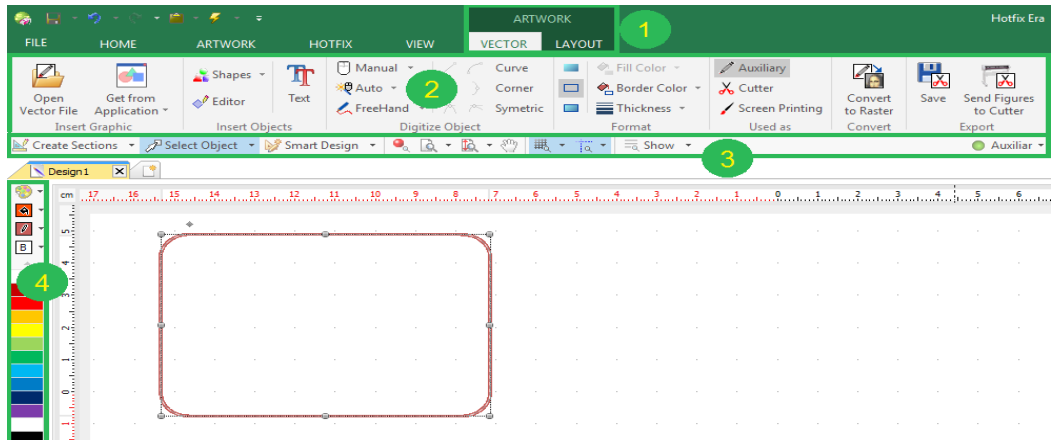 ARTWORK
Hotfix Era
1
FILE HOME ARTWORK HOTFIX VIEW VECTOR LAYOUT
Manual Curve Fill Color Auxiliary
Shapes
Auto 2 Corner Border Color Cutter
Open Get from Editor Text Convert Save Send Figures
Vector File Application FreeHand Symetric Thickness Screen Printing to Raster to Cutter
Insert Graphic Insert Objects Digitize Object Format Used as Convert Export
Create Sections Select Object Smart Design Show Auxiliar
3
Design1
cm 17 16 15 14 13 12 11 10 9 8 7 6 5 4 3 2 1 0 1 2 3 4 5 6
B
5
4
4
3
2
1
0
1